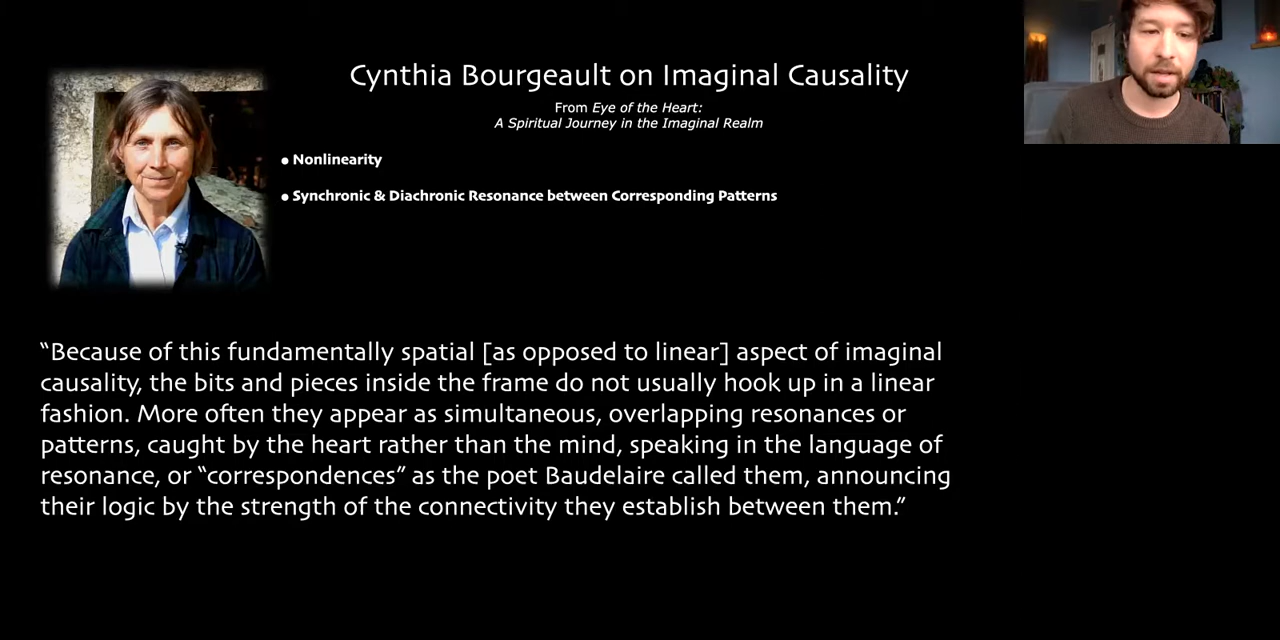 Cynthia Bourgeault on Imaginal Causality
From Eye of the Heart:
A Spiritual Journey in the Imaginal Realm
• Nonlinearity
• Synchronic & Diachronic Resonance between Corresponding Patterns
“Because of this fundamentally spatial [as opposed to linear] aspect of imaginal
causality, the bits and pieces inside the frame do not usually hook up in a linear
fashion. More often they appear as simultaneous, overlapping resonances or
patterns, caught by the heart rather than the mind, speaking in the language of
resonance, or “correspondences” as the poet Baudelaire called them, announcing
their logic by the strength of the connectivity they establish between them.”